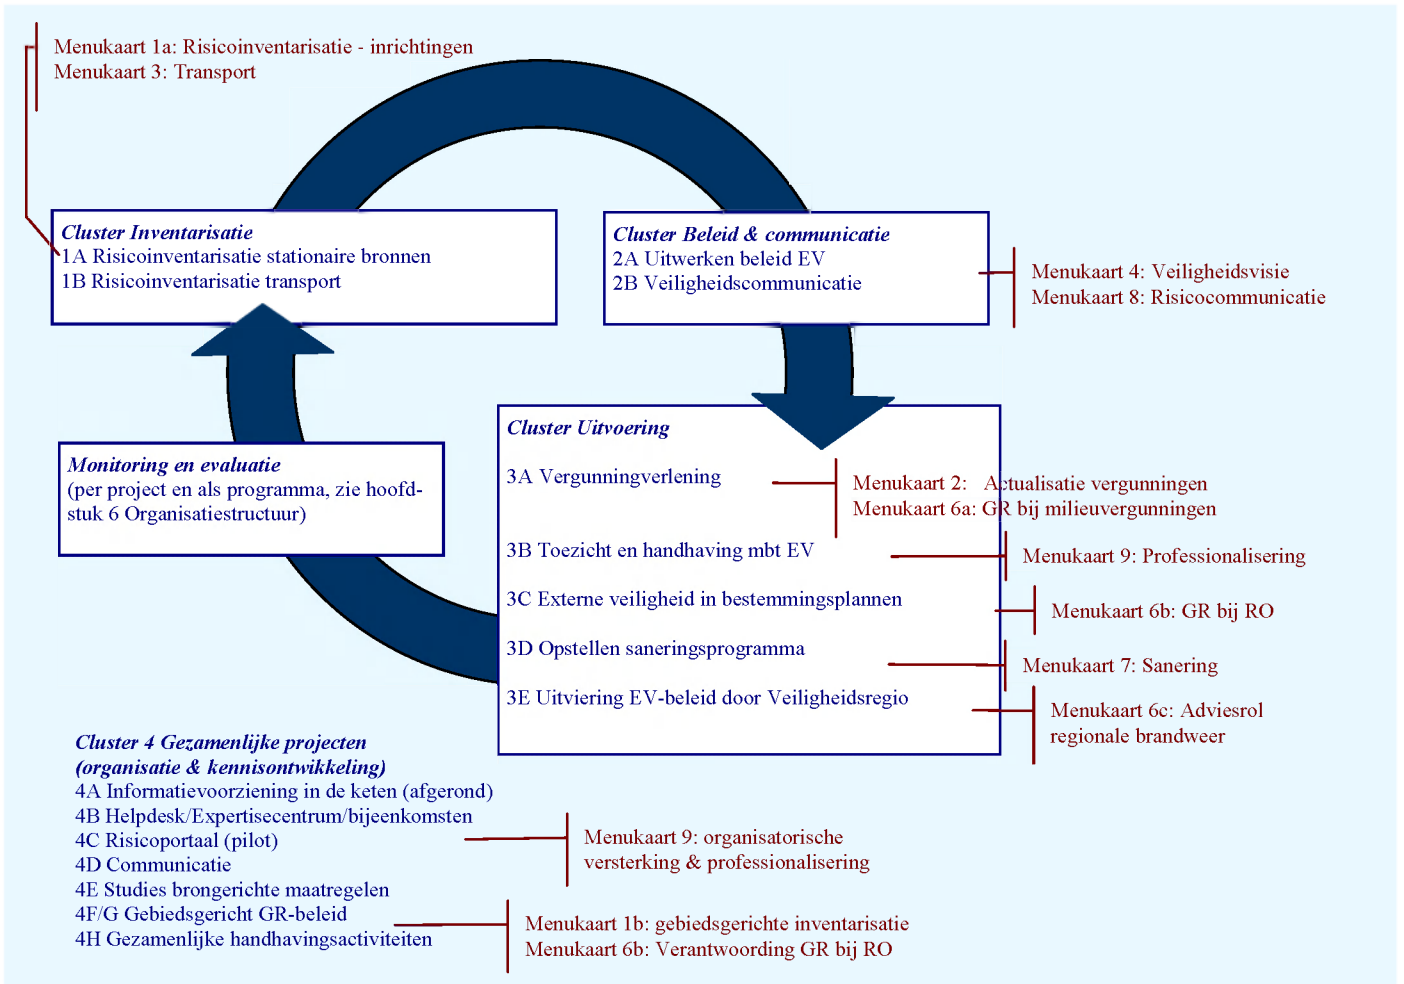 Menukaart 1a: Risicoinventarisatie - inrichtingen
Menukaart 3: Transport
Cluster Inventarisatie
1A Risicoinventarisatie stationaire bronnen
1B Risicoinventarisatie transport
Cluster Beleid & communicatie
2A Uitwerken beleid EV
2B Veiligheidscommunicatie
Menukaart 4: Veiligheidsvisie
Menukaart 8: Risicocommunicatie
Monitoring en evaluatie
(per project en als programma, zie hoofd-
stuk 6 Organisatiestructuur)
Cluster Uitvoering
3A Vergunningverlening
Menukaart 2: Actualisatie vergunningen
Menukaart 6a: GR bij milieuvergunningen
3B Toezicht en handhaving mbt EV
Menukaart 9: Professionalisering
3C Externe veiligheid in bestemmingsplannen
Menukaart 6b: GR bij RO
3D Opstellen saneringsprogramma
Menukaart 7: Sanering
3E Uitviering EV-beleid door Veiligheidsregio
Menukaart 6c: Adviesrol
regionale brandweer
Cluster 4 Gezamenlijke projecten
(organisatie & kennisontwikkeling)
4A Informatievoorziening in de keten (afgerond)
4B Helpdesk/Expertisecentrum/bijeenkomsten
4C Risicoportaal (pilot)
4D Communicatie
4E Studies brongerichte maatregelen
4F/G Gebiedsgericht GR-beleid
4H Gezamenlijke handhavingsactiviteiten
Menukaart 9: organisatorische
versterking & professionalisering
Menukaart 1b: gebiedsgerichte inventarisatie
Menukaart 6b: Verantwoording GR bij RO